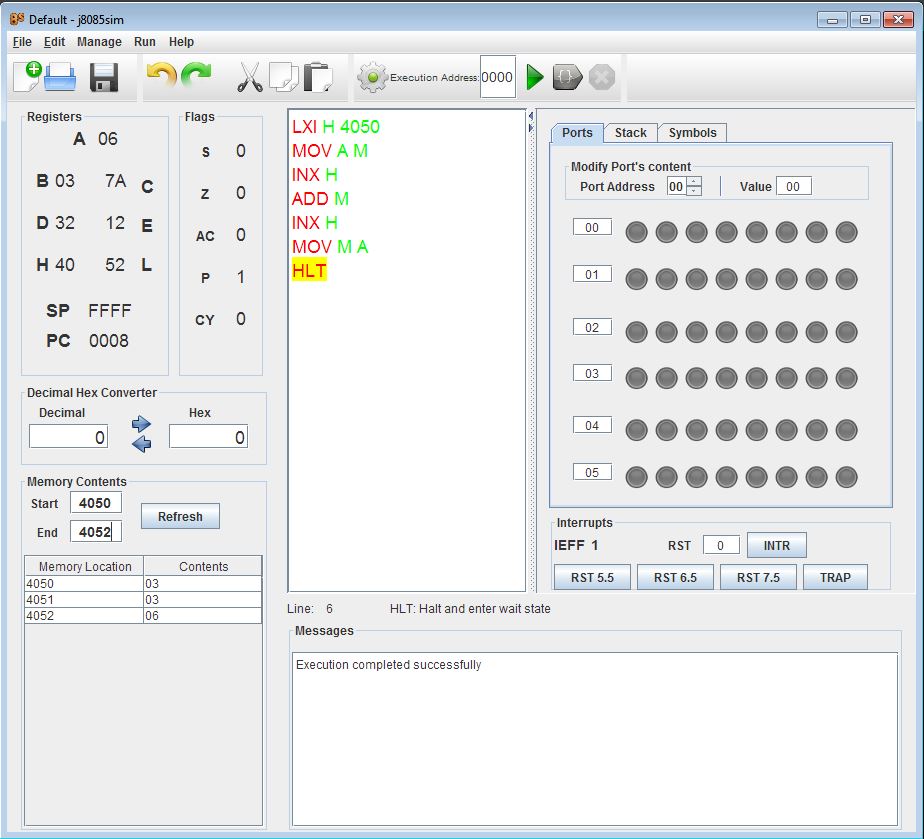 Default - j8085sim
File Edit Manage Run Help
Execution Address: 0000
Registers
A 06
B 03 7A C
D 32 12 E
H 40 52 L
SP FFFF
PC 0008
Flags
S 0
Z 0
AC 0
P 1
CY 0
Decimal Hex Converter
Decimal Hex
0 0
Memory Contents
Start 4050
End 4052
Refresh
Memory Location Contents
4050 03
4051 03
4052 06
LXI H 4050
MOV A M
INX H
ADD M
INX H
MOV M A
HLT
Line: 6 HLT: Halt and enter wait state
Ports Stack Symbols
Modify Port's content
Port Address 00 Value 00
00
01
02
03
04
05
Interrupts
IEFF 1 RST 0 INTR
RST 5.5 RST 6.5 RST 7.5 TRAP
Messages
Execution completed successfully